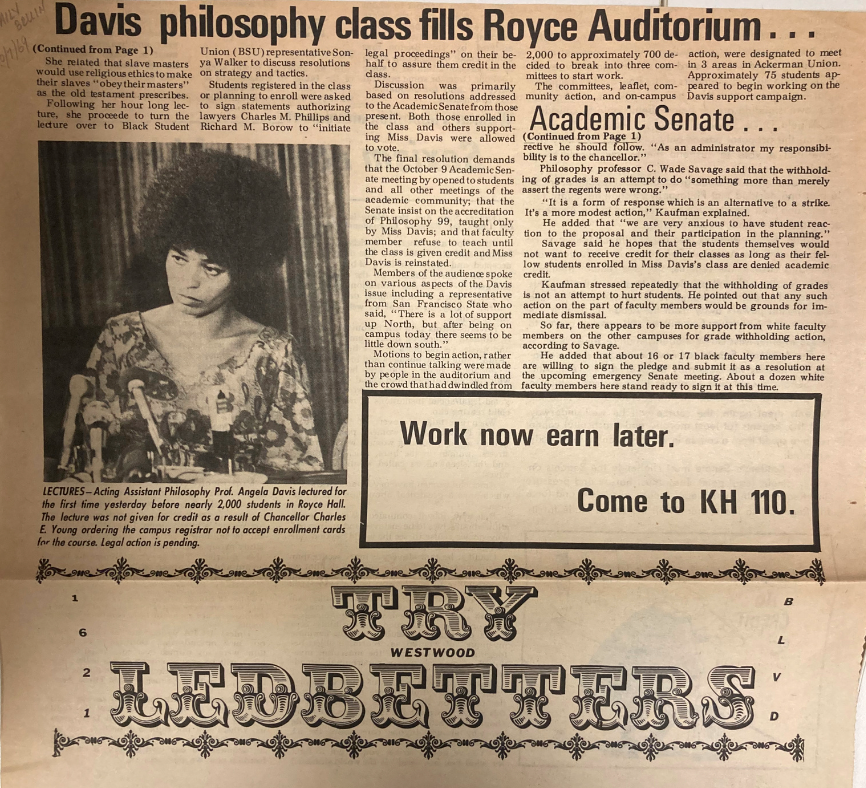 Davis philosophy class fills Royce Auditorium . . .
(Continued from Page 1)
She related that slave masters
would use religious ethics to make
their slaves "obey their masters"
as the old testament prescribes.
Following her hour long lec-
ture, she procede to turn the
lecture over to Black Student
Union (BSU) representative Son-
ya Walker to discuss resolutions
on strategy and tactics.
Students registered in the class
or planning to enroll were asked
to sign statements authorizing
lawyers Charles M. Phillips and
Richard M. Borow to "initiate
legal proceedings" on their be-
half to assure them credit in the
class.
Discussion was primarily
based on resolutions addressed
to the Academic Senate from those
present. Both those enrolled in
the class and others support-
ing Miss Davis were allowed
to vote.
The final resolution demands
that the October 9 Academic Sen-
ate meeting by opened to students
and all other meetings of the
academic community; that the
Senate insist on the accreditation
of Philosophy 99, taught only
by Miss Davis; and that faculty
member refuse to teach until
the class is given credit and Miss
Davis is reinstated.
Members of the audience spoke
on various aspects of the Davis
issue including a representative
from San Francisco State who
said, "There is a lot of support
up North, but after being on
campus today there seems to be
little down south."
Motions to begin action, rather
than continue talking were made
by people in the auditorium and
the crowd that had dwindled from
2,000 to approximately 700 de-
cided to break into three com-
mittees to start work.
The committees, leaflet, com-
munity action, and on-campus
action, were designated to meet
in 3 areas in Ackerman Union.
Approximately 75 students ap-
peared to begin working on the
Davis support campaign.
Academic Senate . . .
(Continued from Page 1)
rective he should follow. "As an administrator my responsibi-
bility is to the chancellor."
Philosophy professor C. Wade Savage said that the withhold-
ing of grades is an attempt to do "something more than merely
assert the regents were wrong."
"It is a form of response which is an alternative to a strike.
It's a more modest action," Kaufman explained.
He added that "we are very anxious to have student reac-
tion to the proposal and their participation in the planning."
Savage said he hopes that the students themselves would
not want to receive credit for their classes as long as their fel-
low students enrolled in Miss Davis's class are denied academic
credit.
Kaufman stressed repeatedly that the withholding of grades
is not an attempt to hurt students. He pointed out that any such
action on the part of faculty members would be grounds for im-
mediate dismissal.
So far, there appears to be more support from white faculty
members on the other campuses for grade withholding action,
according to Savage.
He added that about 16 or 17 black faculty members here
are willing to sign the pledge and submit it as a resolution at
the upcoming emergency Senate meeting. About a dozen white
faculty members here stand ready to sign it at this time.
LECTURES—Acting Assistant Philosophy Prof. Angela Davis lectured for
the first time yesterday before nearly 2,000 students in Royce Hall.
The lecture was not given for credit as a result of Chancellor Charles
E. Young ordering the campus registrar not to accept enrollment cards
for the course. Legal action is pending.
Work now earn later.
Come to KH 110.
1
6
2
1
TRY
WESTWOOD
LEDBETTERS
B
L
V
D